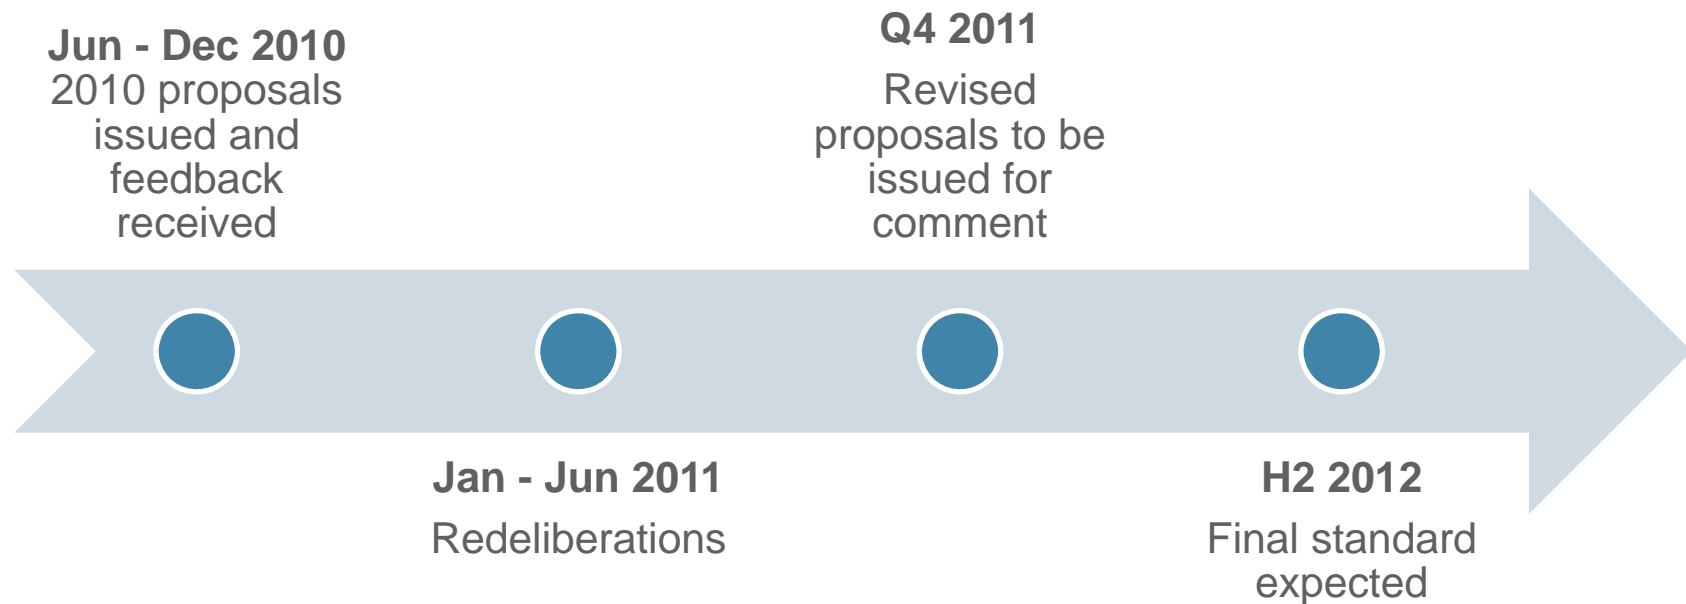 Jun - Dec 2010
2010 proposals
issued and
feedback
received
Jan - Jun 2011
Redeliberations
Q4 2011
Revised
proposals to be
issued for
comment
H2 2012
Final standard
expected